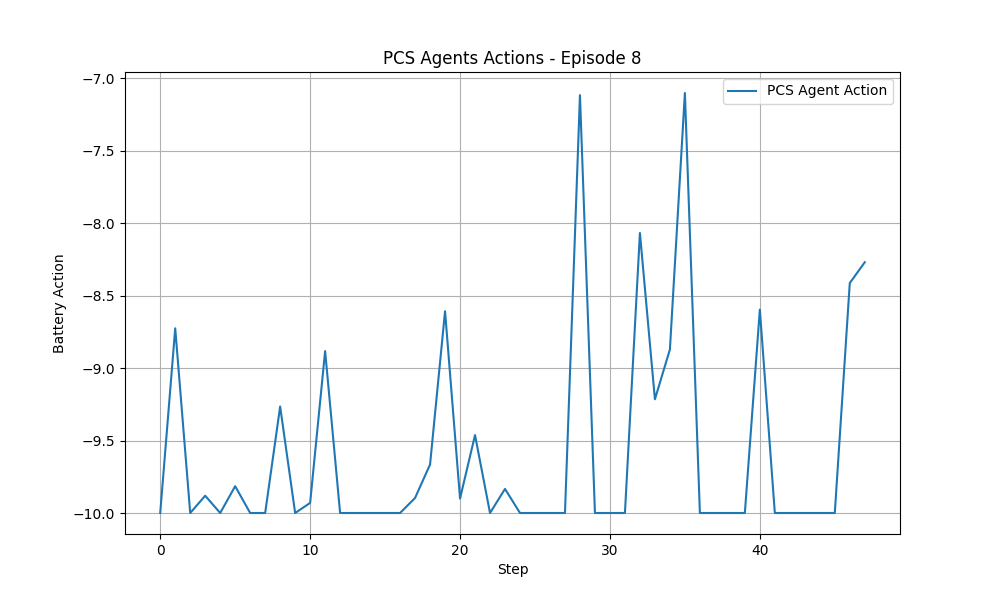 PCS Agents Actions - Episode 8
PCS Agent Action
Battery Action
−7.0
−7.5
−8.0
−8.5
−9.0
−9.5
−10.0
0 10 20 30 40
Step